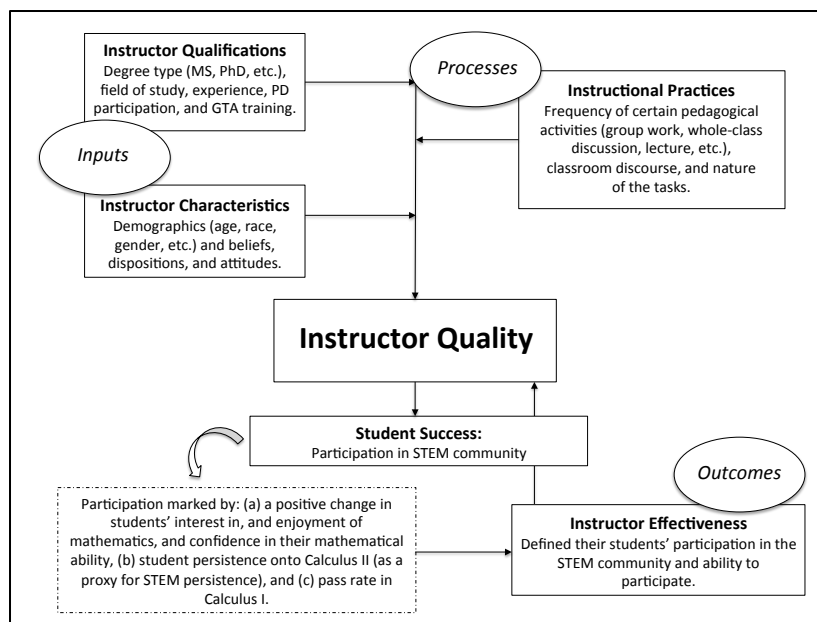 Instructor Qualifications
Degree type (MS, PhD, etc.),
field of study, experience, PD
participation, and GTA training.
Processes
Instructional Practices
Frequency of certain pedagogical
activities (group work, whole-class
discussion, lecture, etc.),
classroom discourse, and nature
of the tasks.
Inputs
Instructor Characteristics
Demographics (age, race,
gender, etc.) and beliefs,
dispositions, and attitudes.
Instructor Quality
Student Success:
Participation in STEM community
Participation marked by: (a) a positive change in
students’ interest in, and enjoyment of
mathematics, and confidence in their mathematical
ability, (b) student persistence onto Calculus II (as a
proxy for STEM persistence), and (c) pass rate in
Calculus I.
Outcomes
Instructor Effectiveness
Defined their students’ participation in the
STEM community and ability to
participate.